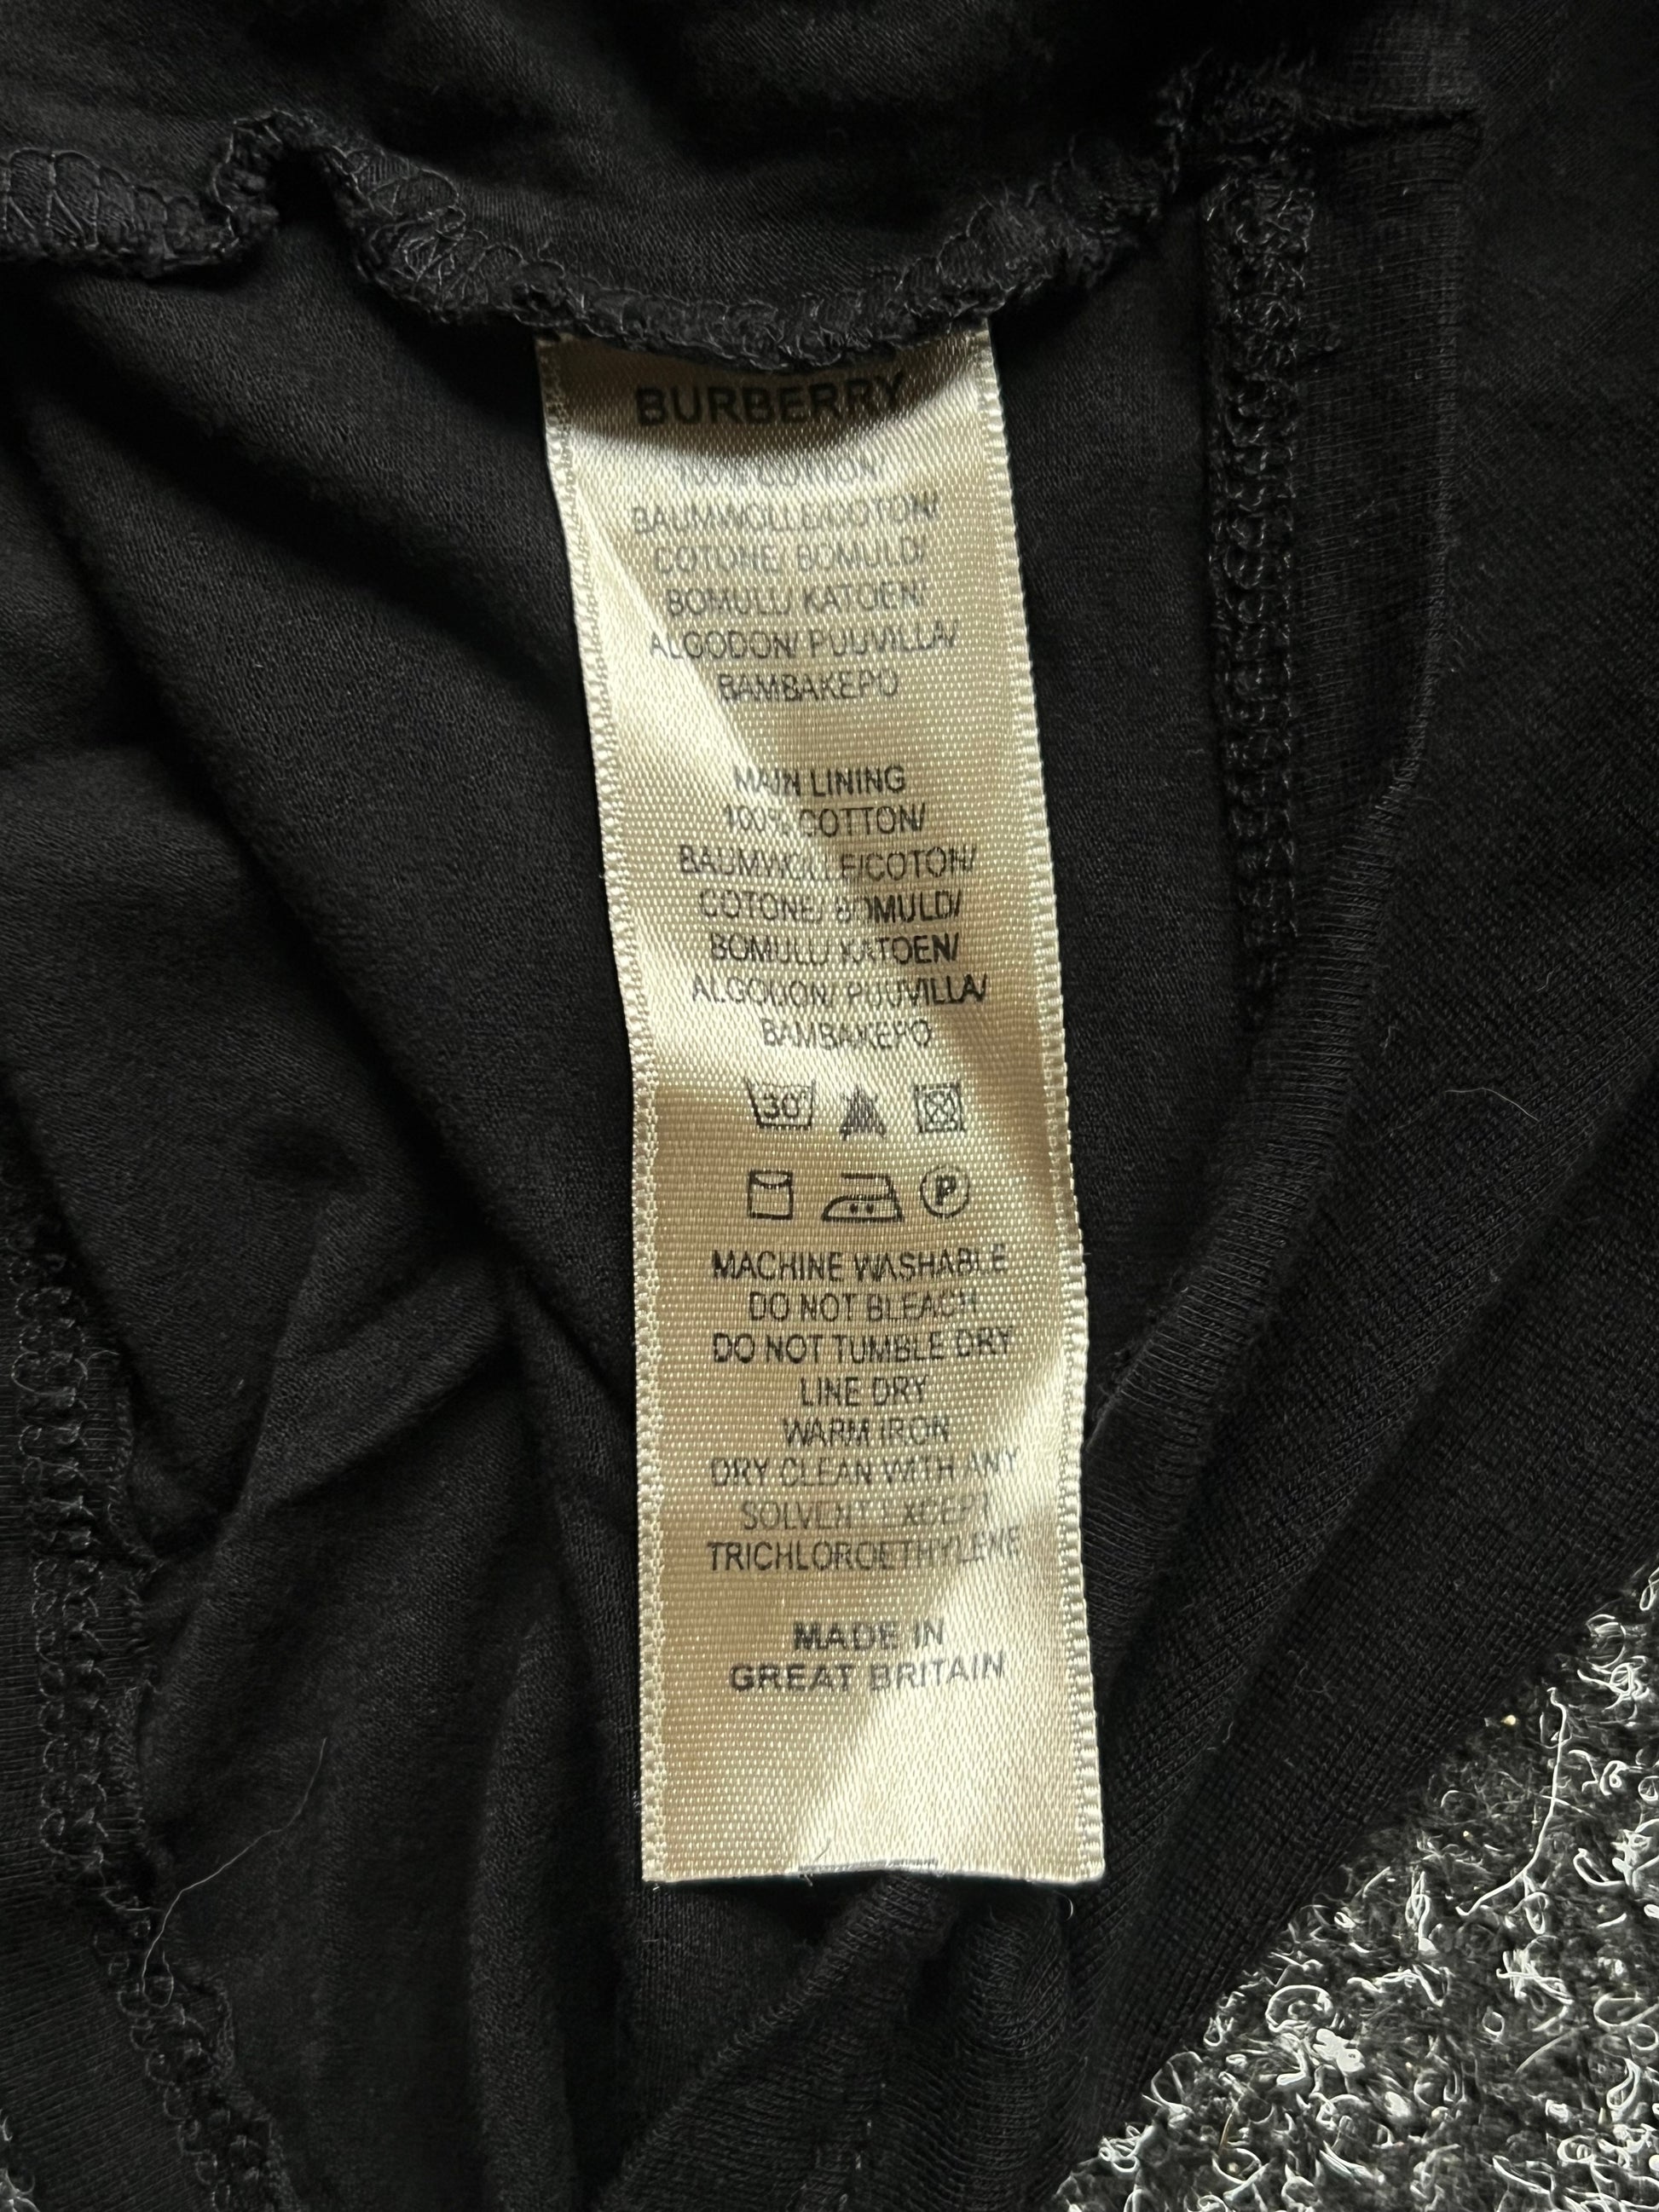 BURBERRY
100% COTTON/
BAUMWOLLE/COTON/
COTONE/ BOMULD/
BOMULL/ KATOEN/
ALGODON/ PUUVILLA/
BAMBAKEPO
MAIN LINING
100% COTTON/
BAUMWOLLE/COTON/
COTONE/ BOMULD/
BOMULL/ KATOEN/
ALGODON/ PUUVILLA/
BAMBAKEPO
30°
P
MACHINE WASHABLE
DO NOT BLEACH
DO NOT TUMBLE DRY
LINE DRY
WARM IRON
DRY CLEAN WITH ANY
SOLVENT EXCEPT
TRICHLOROETHYLENE
MADE IN
GREAT BRITAIN